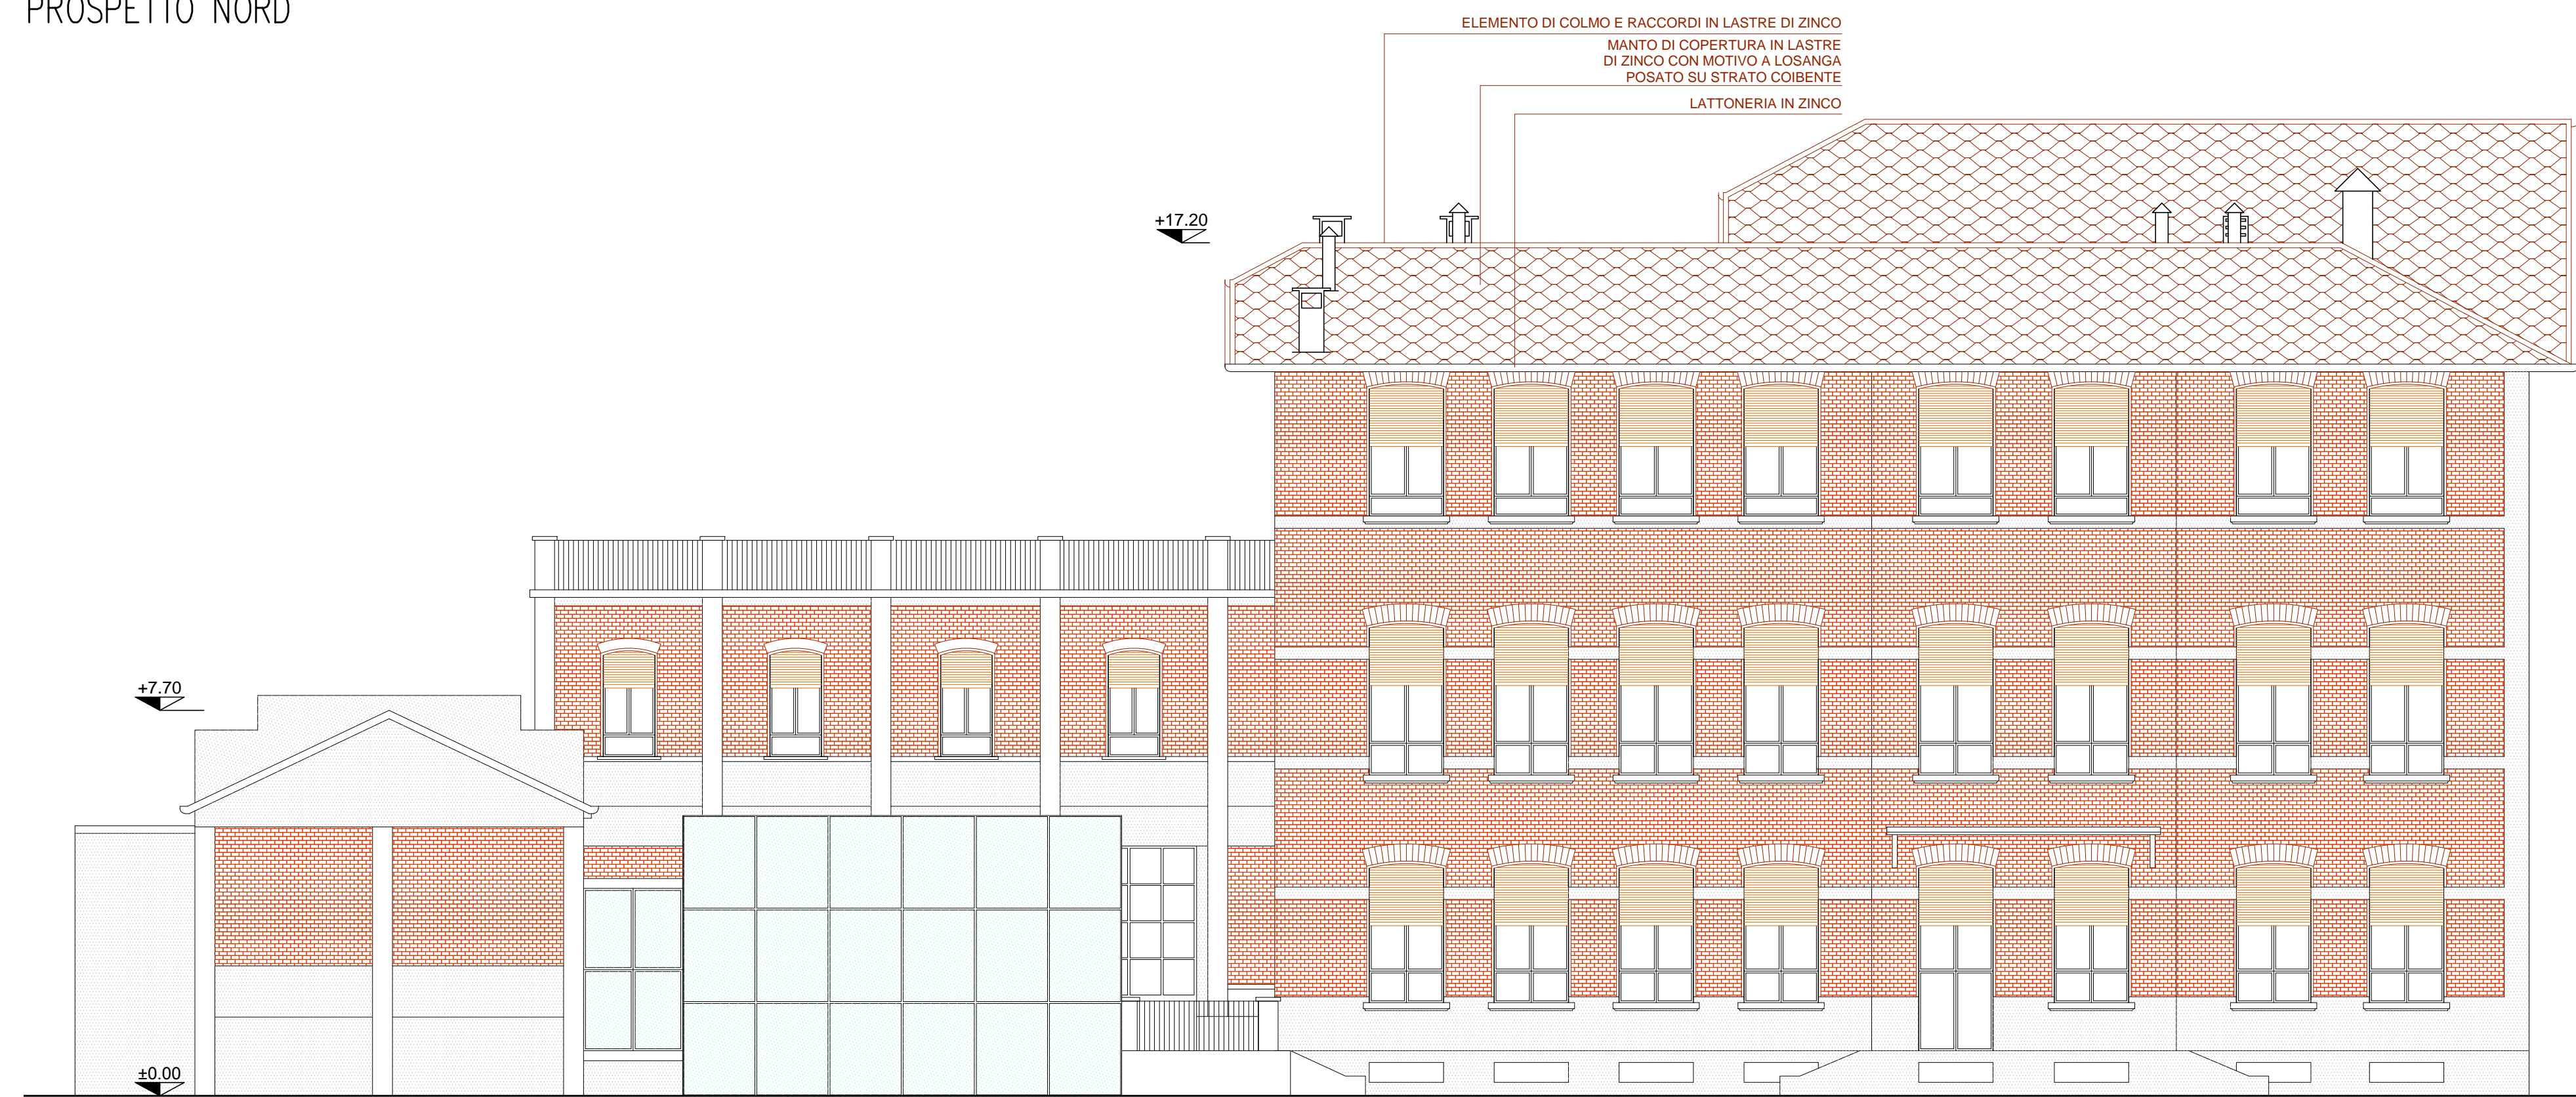 PROSPETTO NORD
ELEMENTO DI COLMO E RACCORDI IN LASTRE DI ZINCO
MANTO DI COPERTURA IN LASTRE
DI ZINCO CON MOTIVO A LOSANGA
POSATO SU STRATO COIBENTE
LATTONERIA IN ZINCO
+17.20
+7.70
±0.00